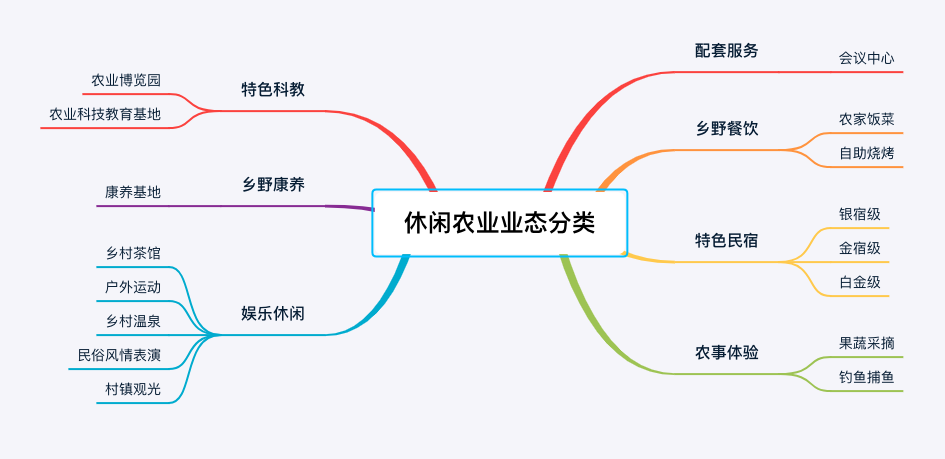 休闲农业业态分类
配套服务
会议中心
乡野餐饮
农家饭菜
自助烧烤
特色民宿
银宿级
金宿级
白金级
农事体验
果蔬采摘
钓鱼捕鱼
特色科教
农业博览园
农业科技教育基地
乡野康养
康养基地
娱乐休闲
乡村茶馆
户外运动
乡村温泉
民俗风情表演
村镇观光